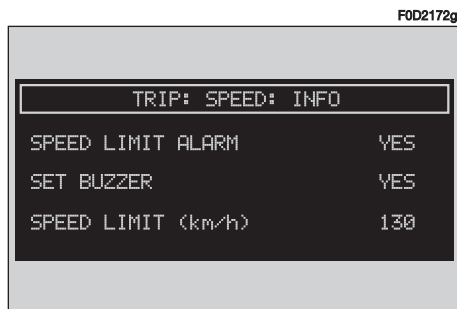 F0D2172g
TRIP: SPEED: INFO
SPEED LIMIT ALARM YES
SET BUZZER YES
SPEED LIMIT (km/h) 130